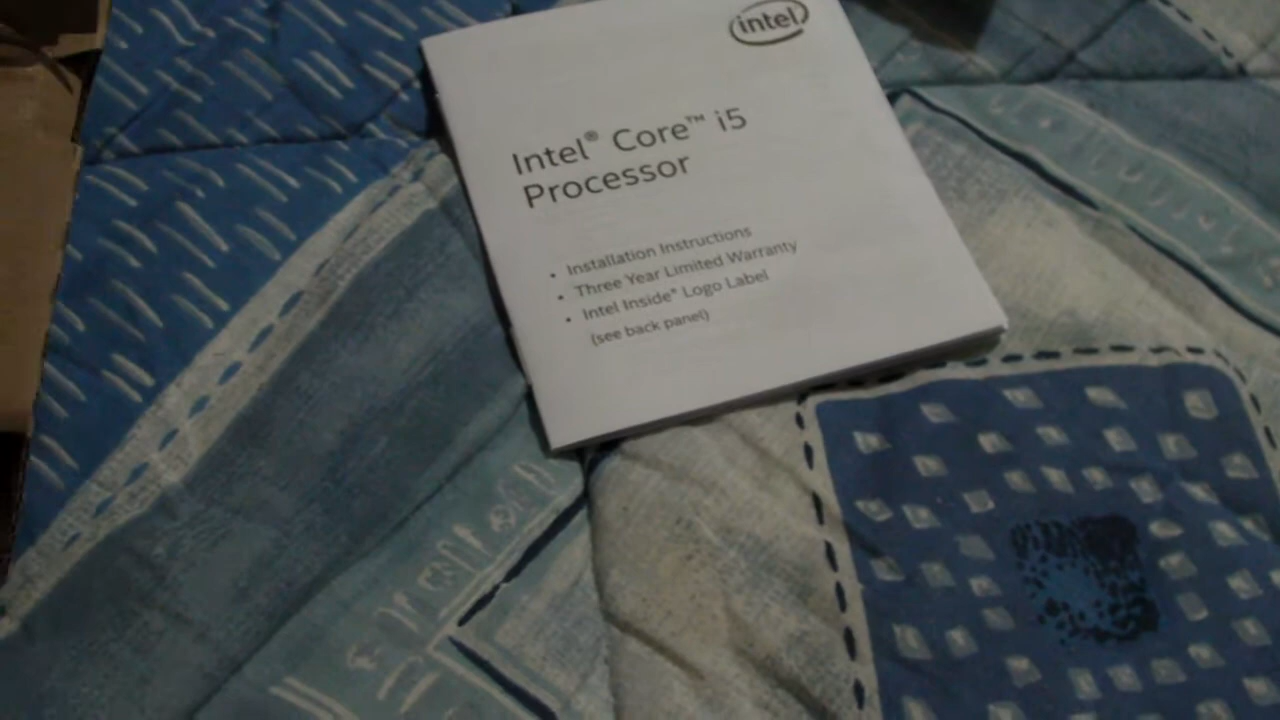 intel
Intel® Core™ i5
Processor
• Installation Instructions
• Three Year Limited Warranty
• Intel Inside® Logo Label
(see back panel)